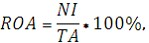 ROA = NI/TA • 100%,